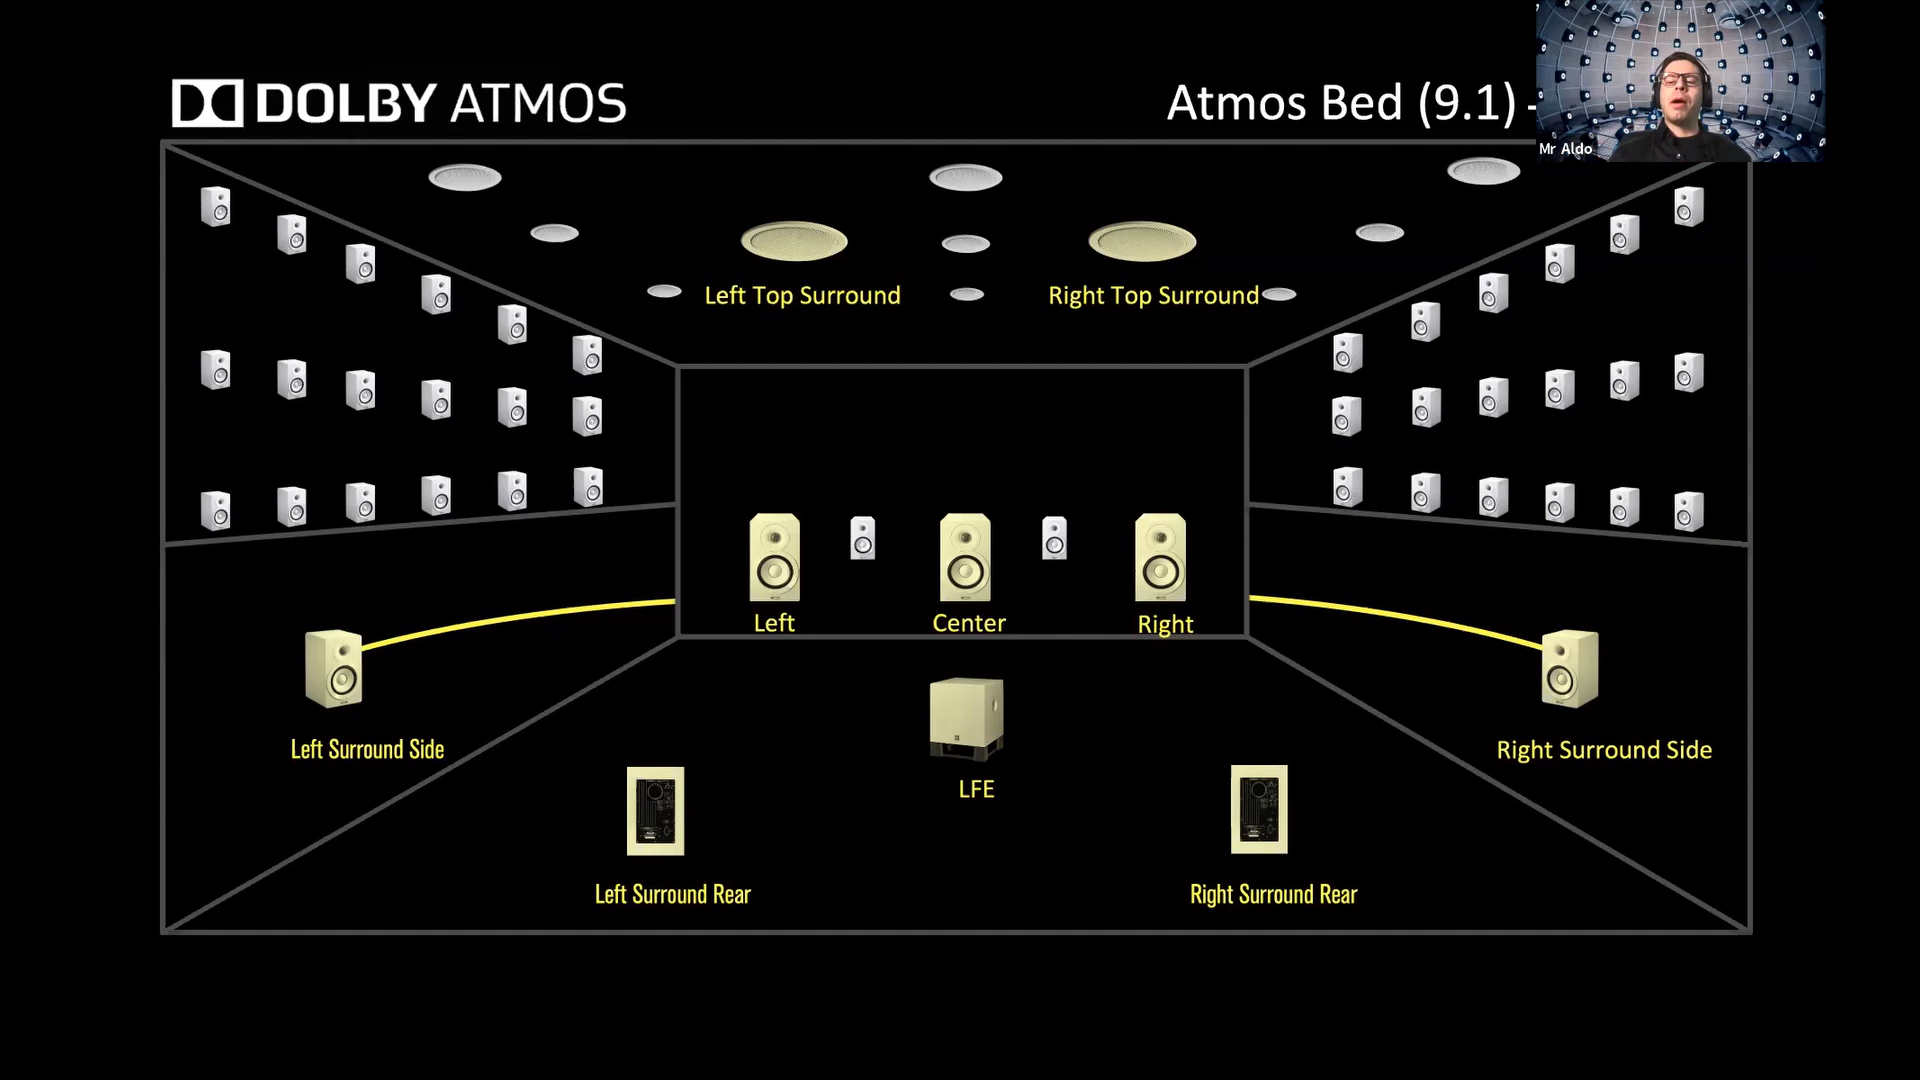 DOLBY ATMOS
Atmos Bed (9.1) -
Mr Aldo
Left Top Surround
Right Top Surround
Left
Center
Right
Left Surround Side
Right Surround Side
LFE
Left Surround Rear
Right Surround Rear